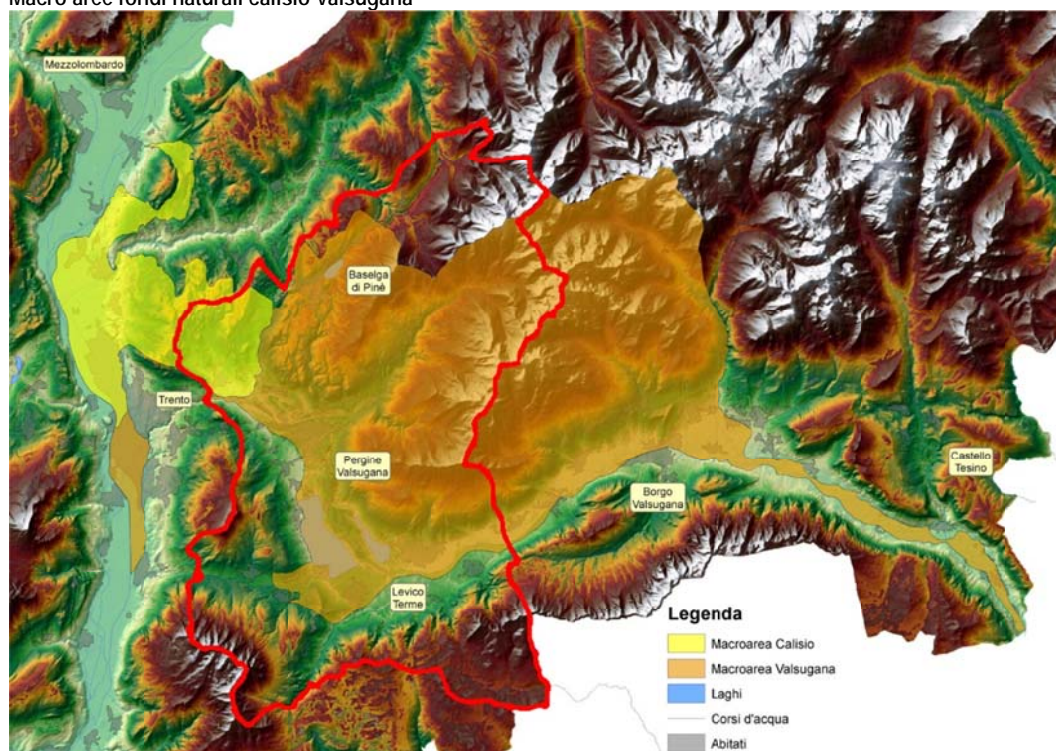 Macro aree fondi naturali calisio Valsugana
Mezzolombardo
Baselga
di Piné
Trento
Pergine
Valsugana
Castello
Tesino
Borgo
Valsugana
Levico
Terme
Legenda
Macroarea Calisio
Macroarea Valsugana
Laghi
Corsi d'acqua
Abitati